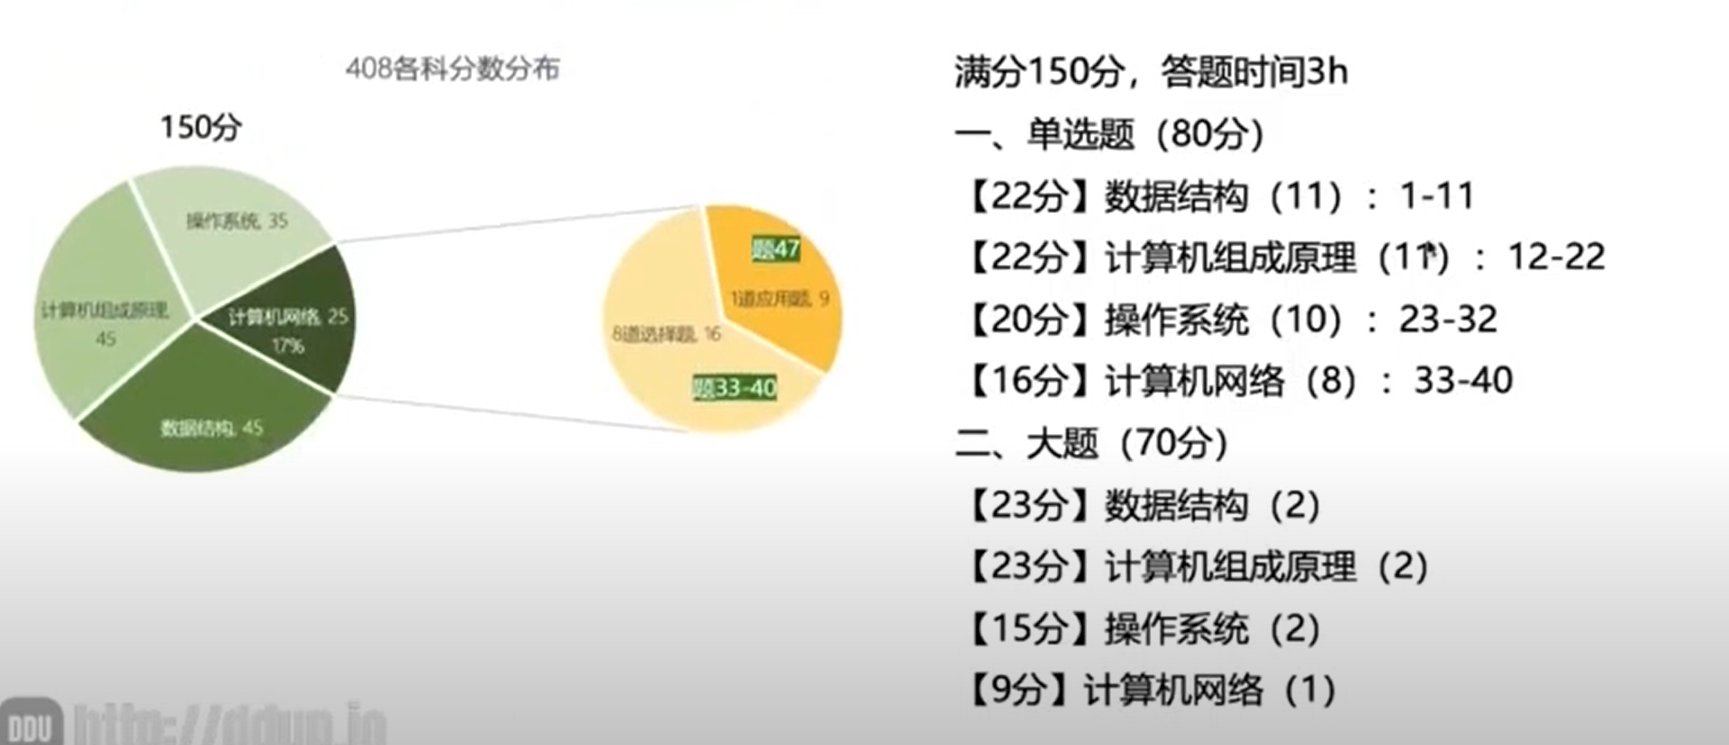 408各科分数分布
150分
操作系统, 35
计算机组成原理,
45
计算机网络, 25
17%
数据结构, 45
题47
1道应用题, 9
8道选择题, 16
题33-40
满分150分，答题时间3h
一、单选题（80分）
【22分】数据结构（11）：1-11
【22分】计算机组成原理（11）：12-22
【20分】操作系统（10）：23-32
【16分】计算机网络（8）：33-40
二、大题（70分）
【23分】数据结构（2）
【23分】计算机组成原理（2）
【15分】操作系统（2）
【9分】计算机网络（1）
DDU